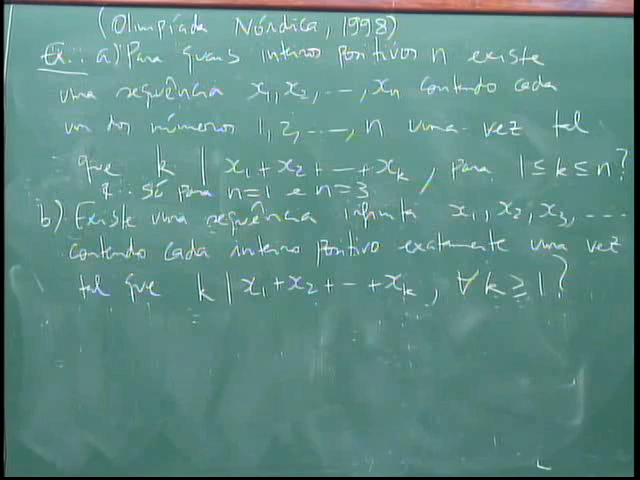 (Olimpíada Nórdica, 1998)
Ex.: a) Para quais inteiros positivos n existe
uma sequência x₁, x₂, ..., xₙ contendo cada
um dos números 1, 2, ..., n uma vez tal
que k | x₁+x₂+...+xₖ, para 1≤k≤n?
R.: Só para n=1 e n=3.
b) Existe uma sequência infinita x₁, x₂, x₃, ...
contendo cada inteiro positivo exatamente uma vez
tal que k | x₁+x₂+...+xₖ, ∀ k ≥ 1?